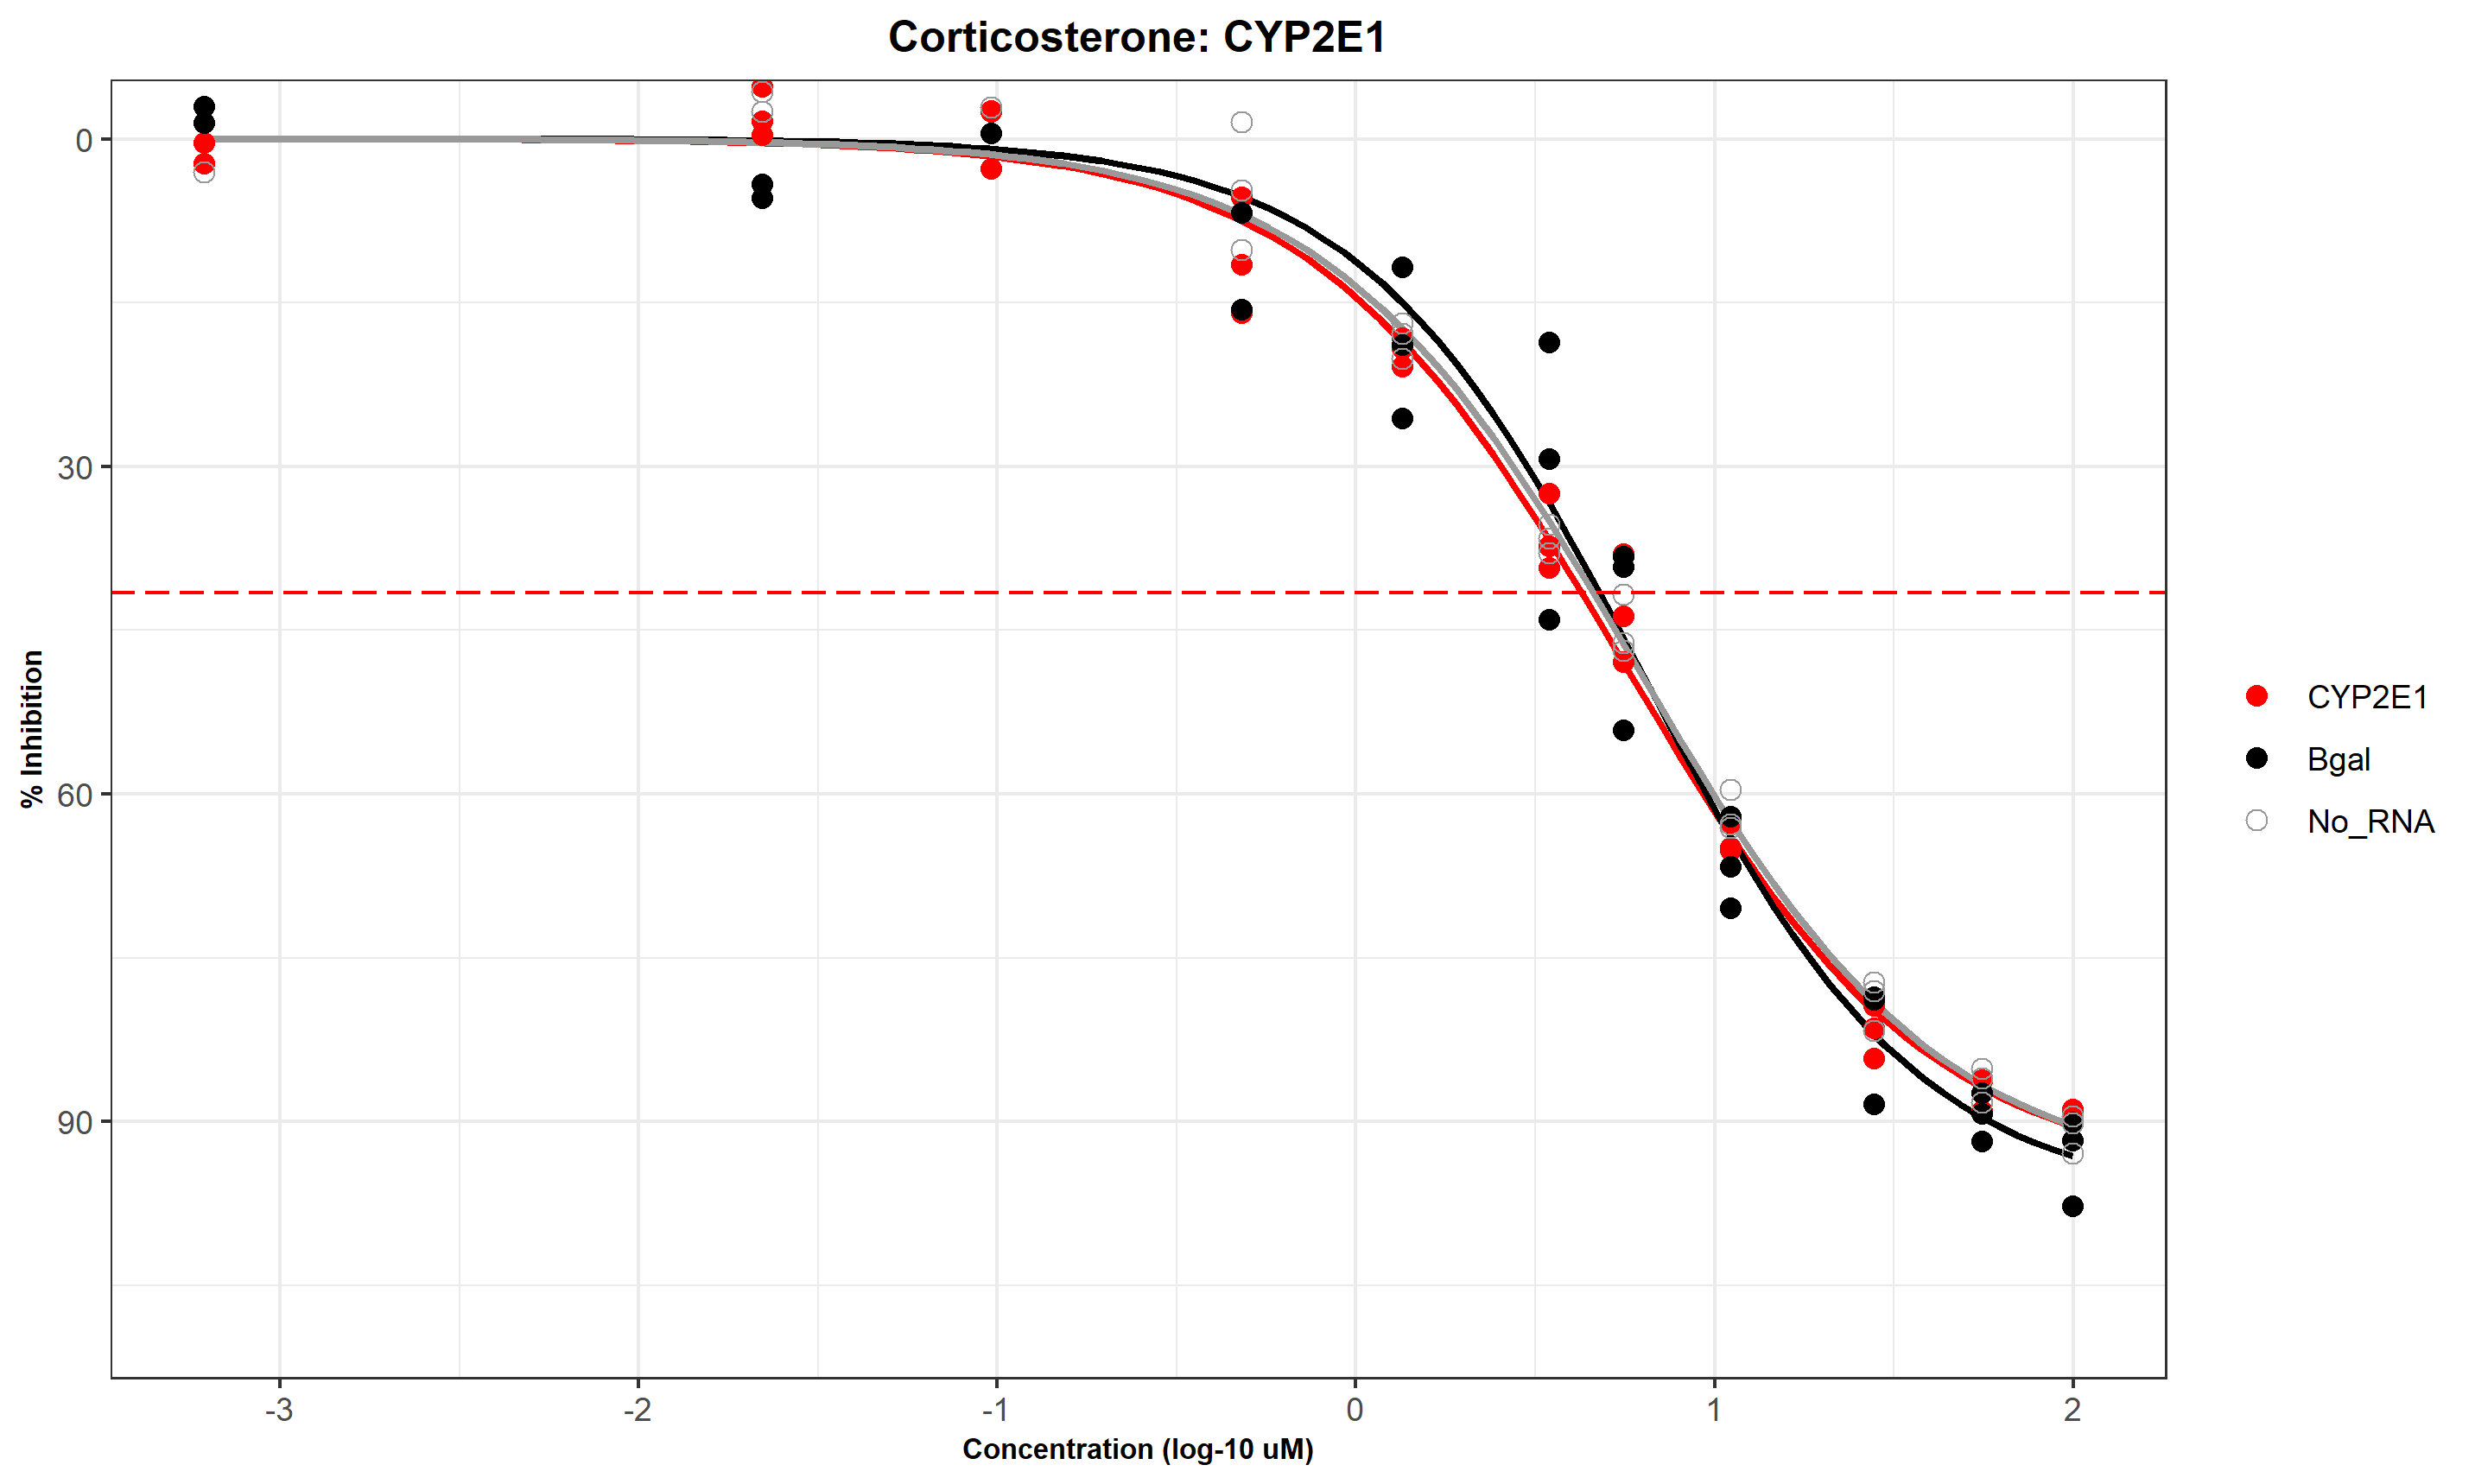 Corticosterone: CYP2E1
% Inhibition
0
30
60
90
-3
-2
-1
0
1
2
Concentration (log-10 uM)
CYP2E1
Bgal
No_RNA